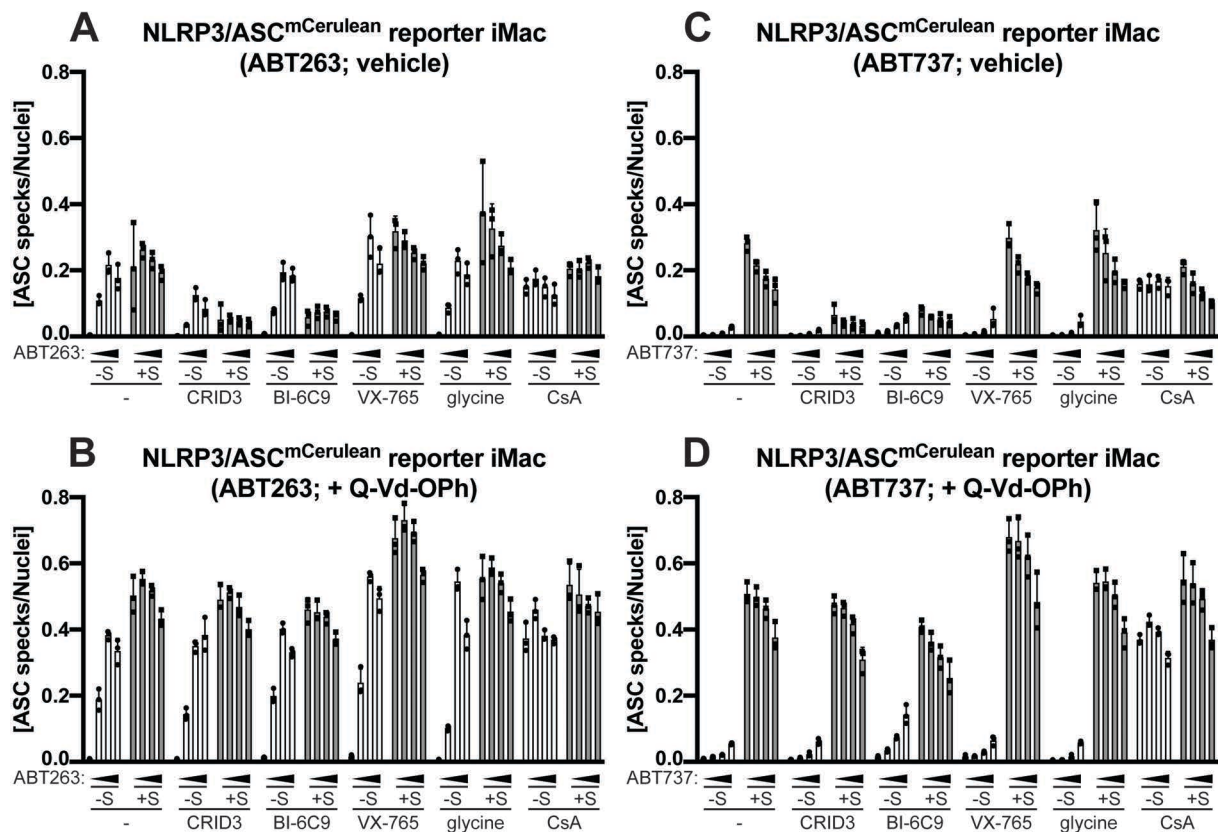 A
NLRP3/ASCmCerulean reporter iMac
(ABT263; vehicle)
[ASC specks/Nuclei]
0.8
0.6
0.4
0.2
0.0
ABT263:
-S +S -S +S -S +S -S +S -S +S -S +S
- CRID3 BI-6C9 VX-765 glycine CsA
C
NLRP3/ASCmCerulean reporter iMac
(ABT737; vehicle)
[ASC specks/Nuclei]
0.8
0.6
0.4
0.2
0.0
ABT737:
-S +S -S +S -S +S -S +S -S +S -S +S
- CRID3 BI-6C9 VX-765 glycine CsA
B
NLRP3/ASCmCerulean reporter iMac
(ABT263; + Q-Vd-OPh)
[ASC specks/Nuclei]
0.8
0.6
0.4
0.2
0.0
ABT263:
-S +S -S +S -S +S -S +S -S +S -S +S
- CRID3 BI-6C9 VX-765 glycine CsA
D
NLRP3/ASCmCerulean reporter iMac
(ABT737; + Q-Vd-OPh)
[ASC specks/Nuclei]
0.8
0.6
0.4
0.2
0.0
ABT737:
-S +S -S +S -S +S -S +S -S +S -S +S
- CRID3 BI-6C9 VX-765 glycine CsA